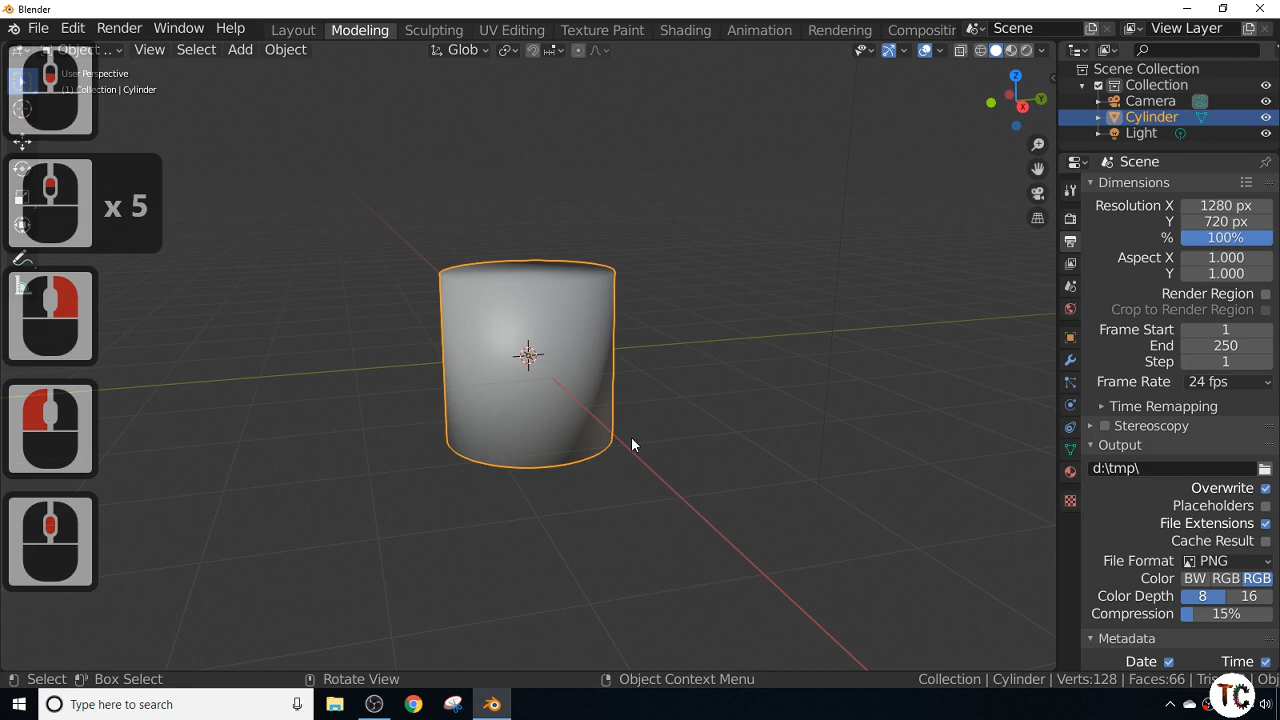 Blender
File Edit Render Window Help Layout Modeling Sculpting UV Editing Texture Paint Shading Animation Rendering Compositin Scene View Layer
Object .. View Select Add Object Glob
User Perspective
(1) Collection | Cylinder
x 5
Z
Y
X
Scene Collection
Collection
Camera
Cylinder
Light
Scene
Dimensions
Resolution X 1280 px
Y 720 px
% 100%
Aspect X 1.000
Y 1.000
Render Region
Crop to Render Region
Frame Start 1
End 250
Step 1
Frame Rate 24 fps
Time Remapping
Stereoscopy
Output
d:\tmp\
Overwrite
Placeholders
File Extensions
Cache Result
File Format PNG
Color BW RGB RGB
Color Depth 8 16
Compression 15%
Metadata
Date Time
Select Box Select Rotate View Object Context Menu Collection | Cylinder | Verts:128 | Faces:66 | Tris | Obj
Type here to search
TC